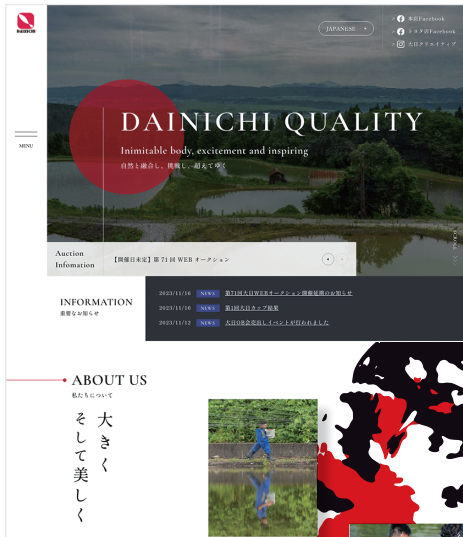 DAINICHI
MENU
JAPANESE
本店Facebook
トヨタ店Facebook
大日クリエイティブ
DAINICHI QUALITY
Inimitable body, excitement and inspiring
自然と融合し、挑戦し、超えてゆく
SCROLL
Auction
Infomation
【開催日未定】第 71 回 WEB オークション
INFORMATION
重要なお知らせ
2023/11/16 NEWS 第71回大日WEBオークション開催延期のお知らせ
2023/11/16 NEWS 第1回大日カップ結果
2023/11/12 NEWS 大日OB会売出しイベントが行われました
ABOUT US
私たちについて
大きく
そして美しく